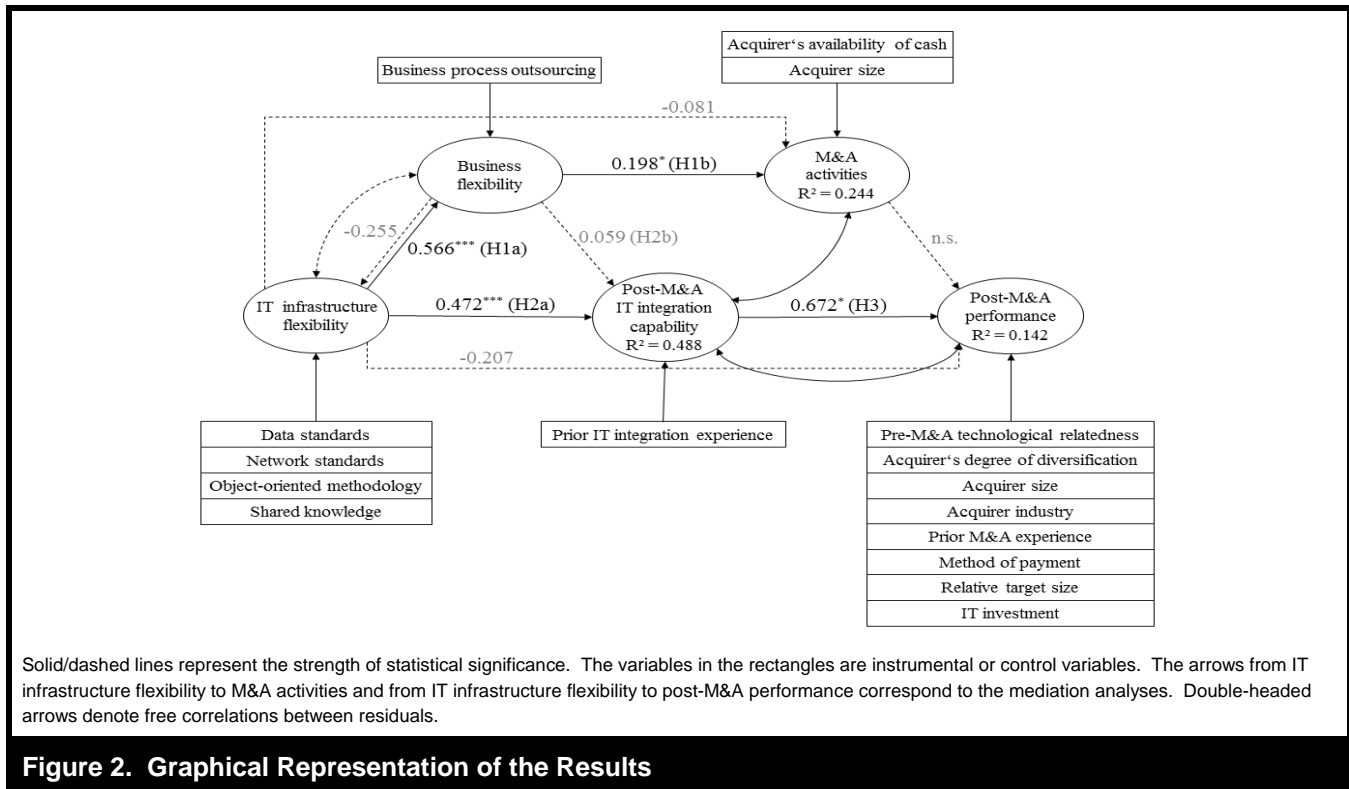 Acquirer‘s availability of cash
Acquirer size
Business process outsourcing
-0.081
Business
flexibility
0.198* (H1b)
M&A
activities
R² = 0.244
-0.255
0.566*** (H1a)
0.059 (H2b)
n.s.
IT infrastructure
flexibility
0.472*** (H2a)
Post-M&A
IT integration
capability
R² = 0.488
0.672* (H3)
Post-M&A
performance
R² = 0.142
-0.207
Data standards
Network standards
Object-oriented methodology
Shared knowledge
Prior IT integration experience
Pre-M&A technological relatedness
Acquirer‘s degree of diversification
Acquirer size
Acquirer industry
Prior M&A experience
Method of payment
Relative target size
IT investment
Solid/dashed lines represent the strength of statistical significance. The variables in the rectangles are instrumental or control variables. The arrows from IT
infrastructure flexibility to M&A activities and from IT infrastructure flexibility to post-M&A performance correspond to the mediation analyses. Double-headed
arrows denote free correlations between residuals.
Figure 2. Graphical Representation of the Results